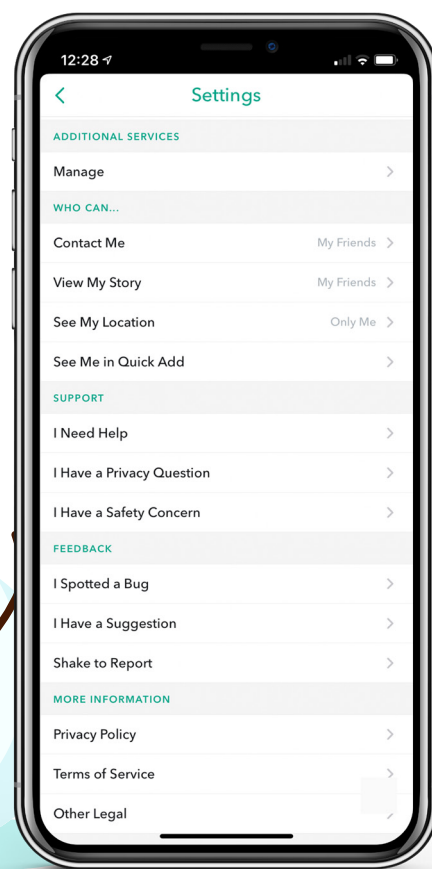 12:28
Settings
ADDITIONAL SERVICES
Manage
WHO CAN...
Contact Me My Friends
View My Story My Friends
See My Location Only Me
See Me in Quick Add
SUPPORT
I Need Help
I Have a Privacy Question
I Have a Safety Concern
FEEDBACK
I Spotted a Bug
I Have a Suggestion
Shake to Report
MORE INFORMATION
Privacy Policy
Terms of Service
Other Legal